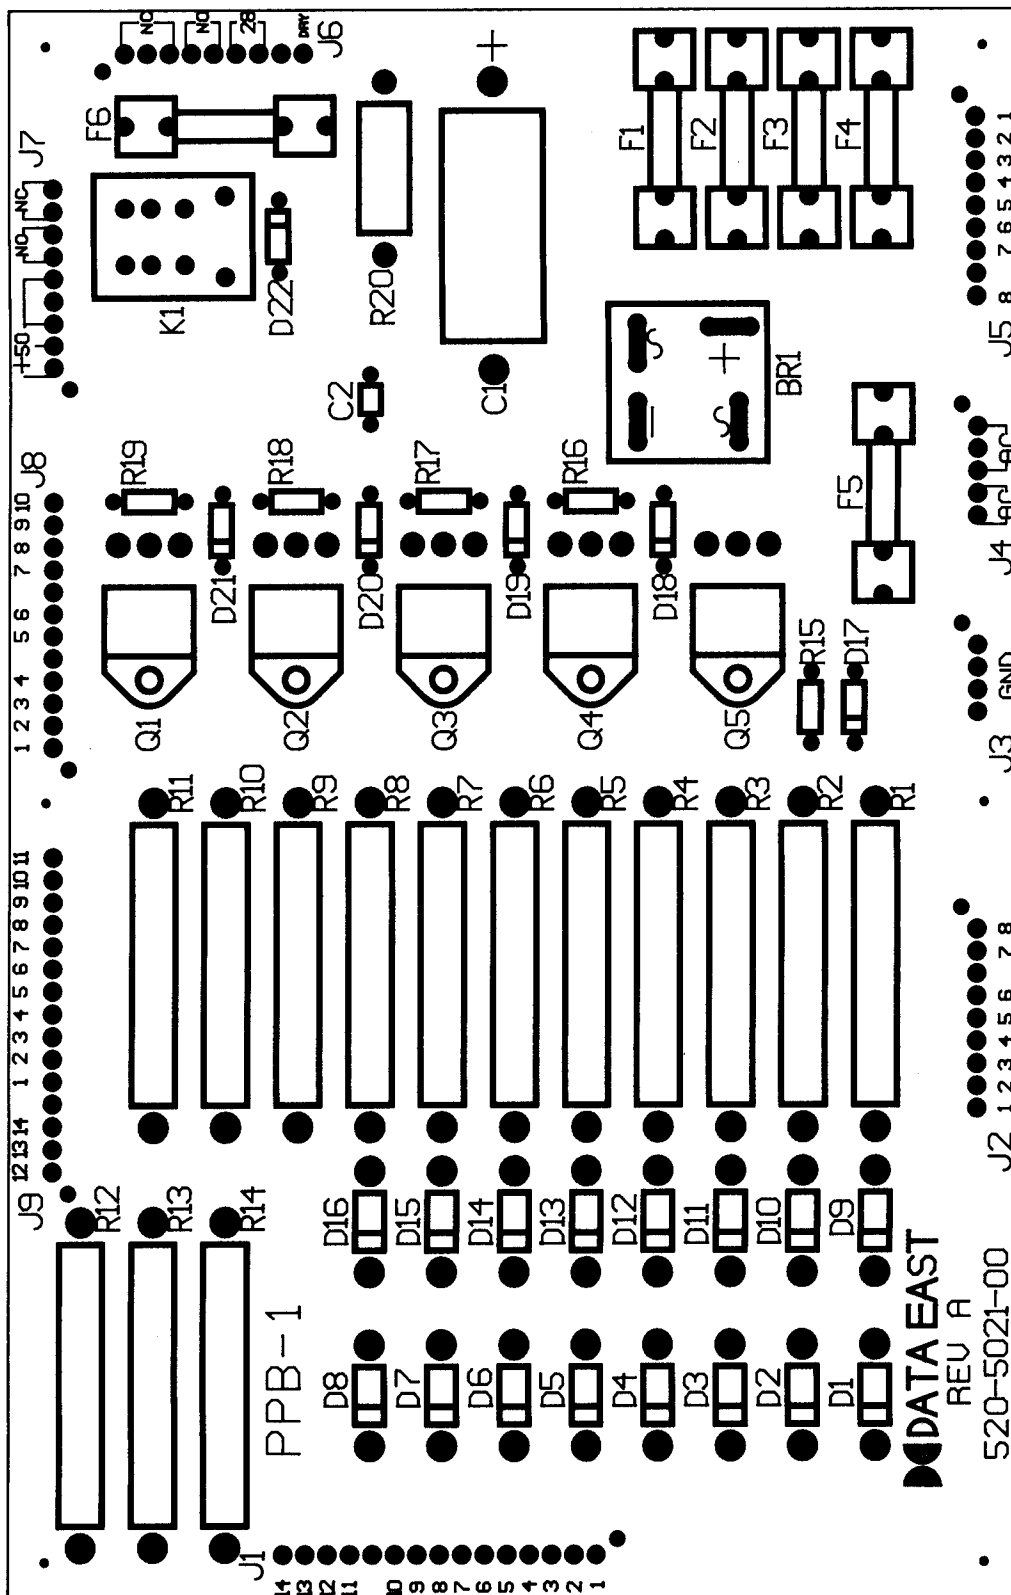 NC NO 28 DRY
J6
F6
J7
NC
NO
+50
K1
D22
R20
+
C1
C2
F1 F2 F3 F4
1 2 3 4 5 6 7 8
J5
BR1
+
S
S
—
F5
AC AC
J4
GND
J3
J8
10 9 8 7 6 5 4 3 2 1
R19 R18 R17 R16
D21 D20 D19 D18
Q1 Q2 Q3 Q4 Q5
R15 D17
R11 R10 R9 R8 R7 R6 R5 R4 R3 R2 R1
11 10 9 8 7 6 5 4 3 2 1 14 13 12
J9
8 7 6 5 4 3 2 1
J2
R12 R13 R14
D16 D15 D14 D13 D12 D11 D10 D9
D8 D7 D6 D5 D4 D3 D2 D1
PPB-1
DATA EAST
REV A
520-5021-00
J1
14 13 12 11 10 9 8 7 6 5 4 3 2 1